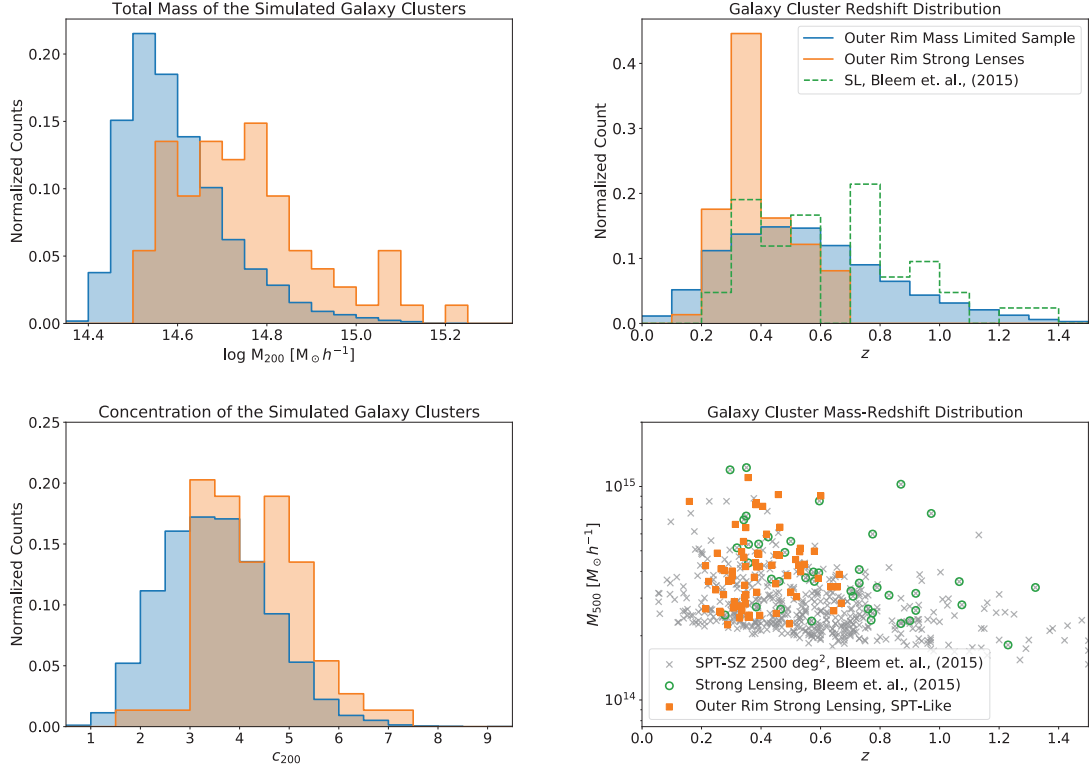 Total Mass of the Simulated Galaxy Clusters
Normalized Counts
0.20
0.15
0.10
0.05
0.00
14.4 14.6 14.8 15.0 15.2
log M₂₀₀ [M⊙h⁻¹]
Galaxy Cluster Redshift Distribution
Normalized Count
0.4
0.3
0.2
0.1
0.0
Outer Rim Mass Limited Sample
Outer Rim Strong Lenses
SL, Bleem et. al., (2015)
0.0 0.2 0.4 0.6 0.8 1.0 1.2 1.4
z
Concentration of the Simulated Galaxy Clusters
Normalized Counts
0.25
0.20
0.15
0.10
0.05
0.00
1 2 3 4 5 6 7 8 9
c₂₀₀
Galaxy Cluster Mass-Redshift Distribution
M₅₀₀ [M⊙h⁻¹]
10¹⁵
10¹⁴
SPT-SZ 2500 deg², Bleem et. al., (2015)
Strong Lensing, Bleem et. al., (2015)
Outer Rim Strong Lensing, SPT-Like
0.0 0.2 0.4 0.6 0.8 1.0 1.2 1.4
z